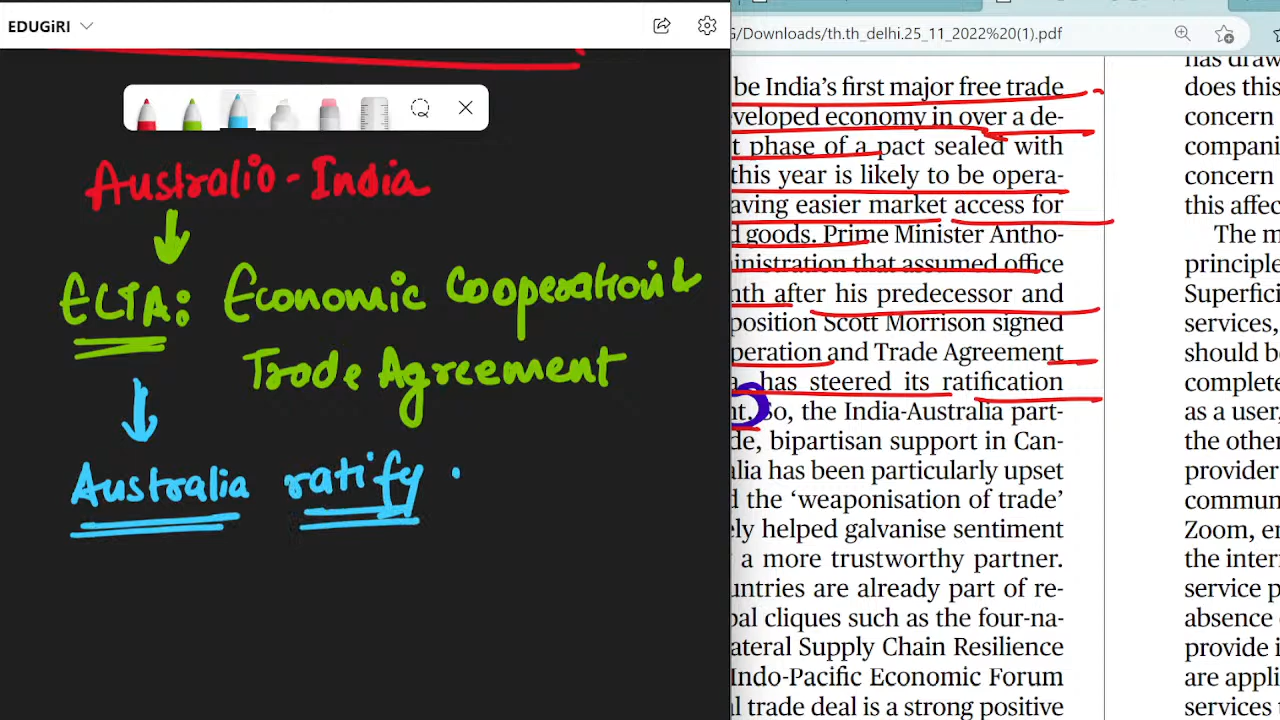 EDUGiRI
Australia - India
ECTA: Economic Cooperation &
Trade Agreement
Australia ratify
G/Downloads/th.th_delhi.25_11_2022%20(1).pdf
be India's first major free trade
veloped economy in over a de-
t phase of a pact sealed with
this year is likely to be opera-
aving easier market access for
d goods. Prime Minister Antho-
ministration that assumed office
nth after his predecessor and
position Scott Morrison signed
peration and Trade Agreement
has steered its ratification
nt. So, the India-Australia part-
de, bipartisan support in Can-
alia has been particularly upset
d the 'weaponisation of trade'
ely helped galvanise sentiment
a more trustworthy partner.
untries are already part of re-
bal cliques such as the four-na-
lateral Supply Chain Resilience
Indo-Pacific Economic Forum
l trade deal is a strong positive
has draw
does this
concern
compani
concern
this affec
The m
principle
Superfici
services,
should be
complete
as a user,
the other
provider
commun
Zoom, en
the inter
service p
absence
provide i
are appli
services